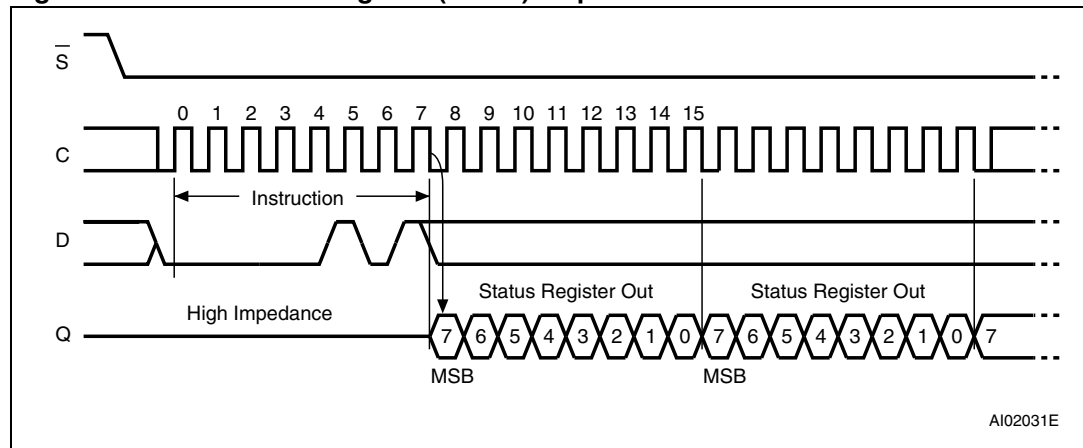 S
0 1 2 3 4 5 6 7 8 9 10 11 12 13 14 15
C
Instruction
D
High Impedance
Status Register Out
Status Register Out
Q
7 6 5 4 3 2 1 0 7 6 5 4 3 2 1 0 7
MSB
MSB
AI02031E